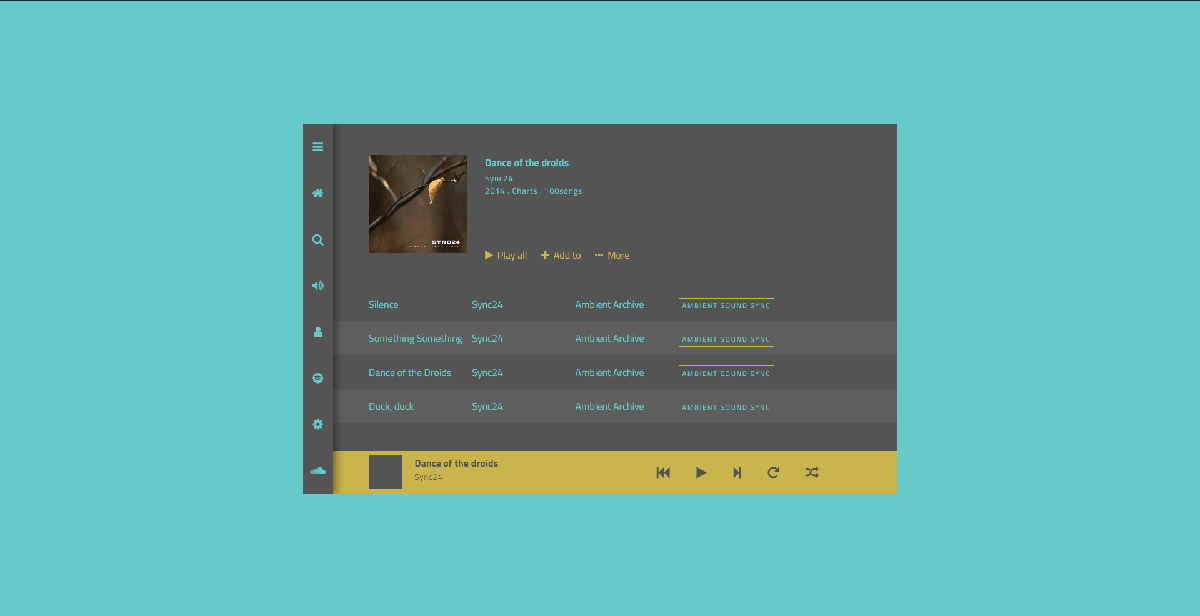 Dance of the droids
Sync24
2014 . Charts . 100songs
SYNC24
Play all Add to More
Silence Sync24 Ambient Archive AMBIENT SOUND SYNC
Something Something Sync24 Ambient Archive AMBIENT SOUND SYNC
Dance of the Droids Sync24 Ambient Archive AMBIENT SOUND SYNC
Duck, duck Sync24 Ambient Archive AMBIENT SOUND SYNC
Dance of the droids
Sync24